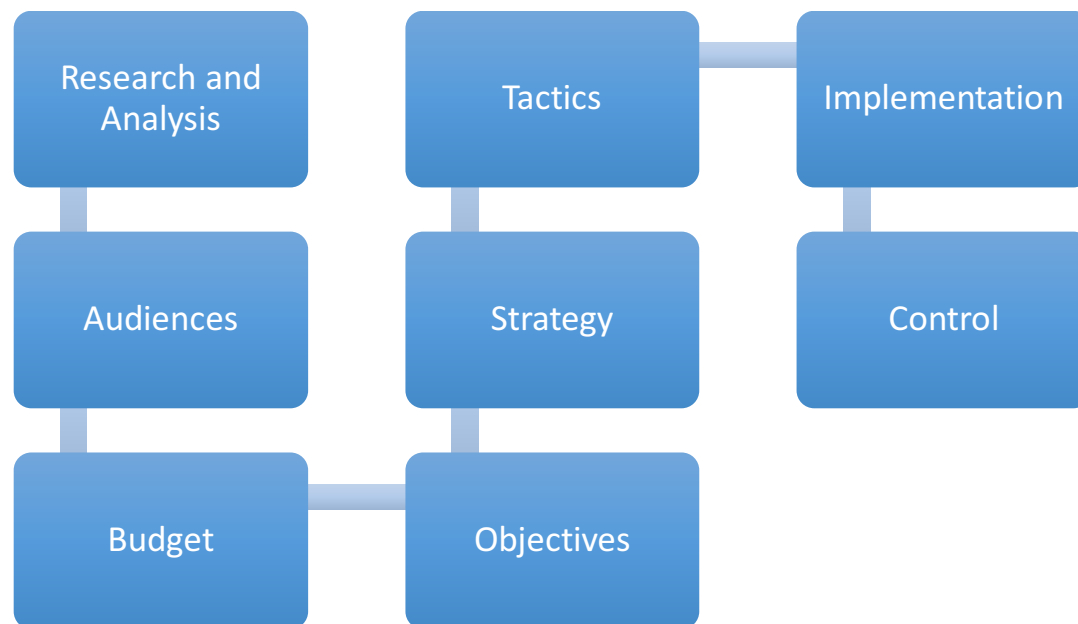 Research and
Analysis
Audiences
Budget
Objectives
Strategy
Tactics
Implementation
Control